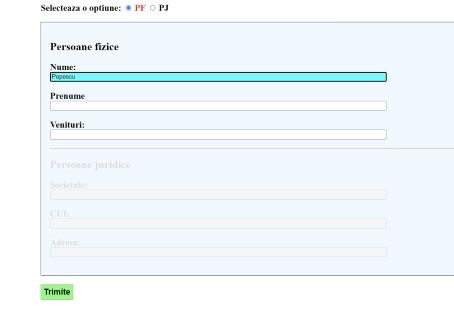 Selecteaza o optiune: PF PJ
Persoane fizice
Nume:
Popescu
Prenume
Venituri:
Persoane juridice
Societate:
CUI:
Adresa:
Trimite